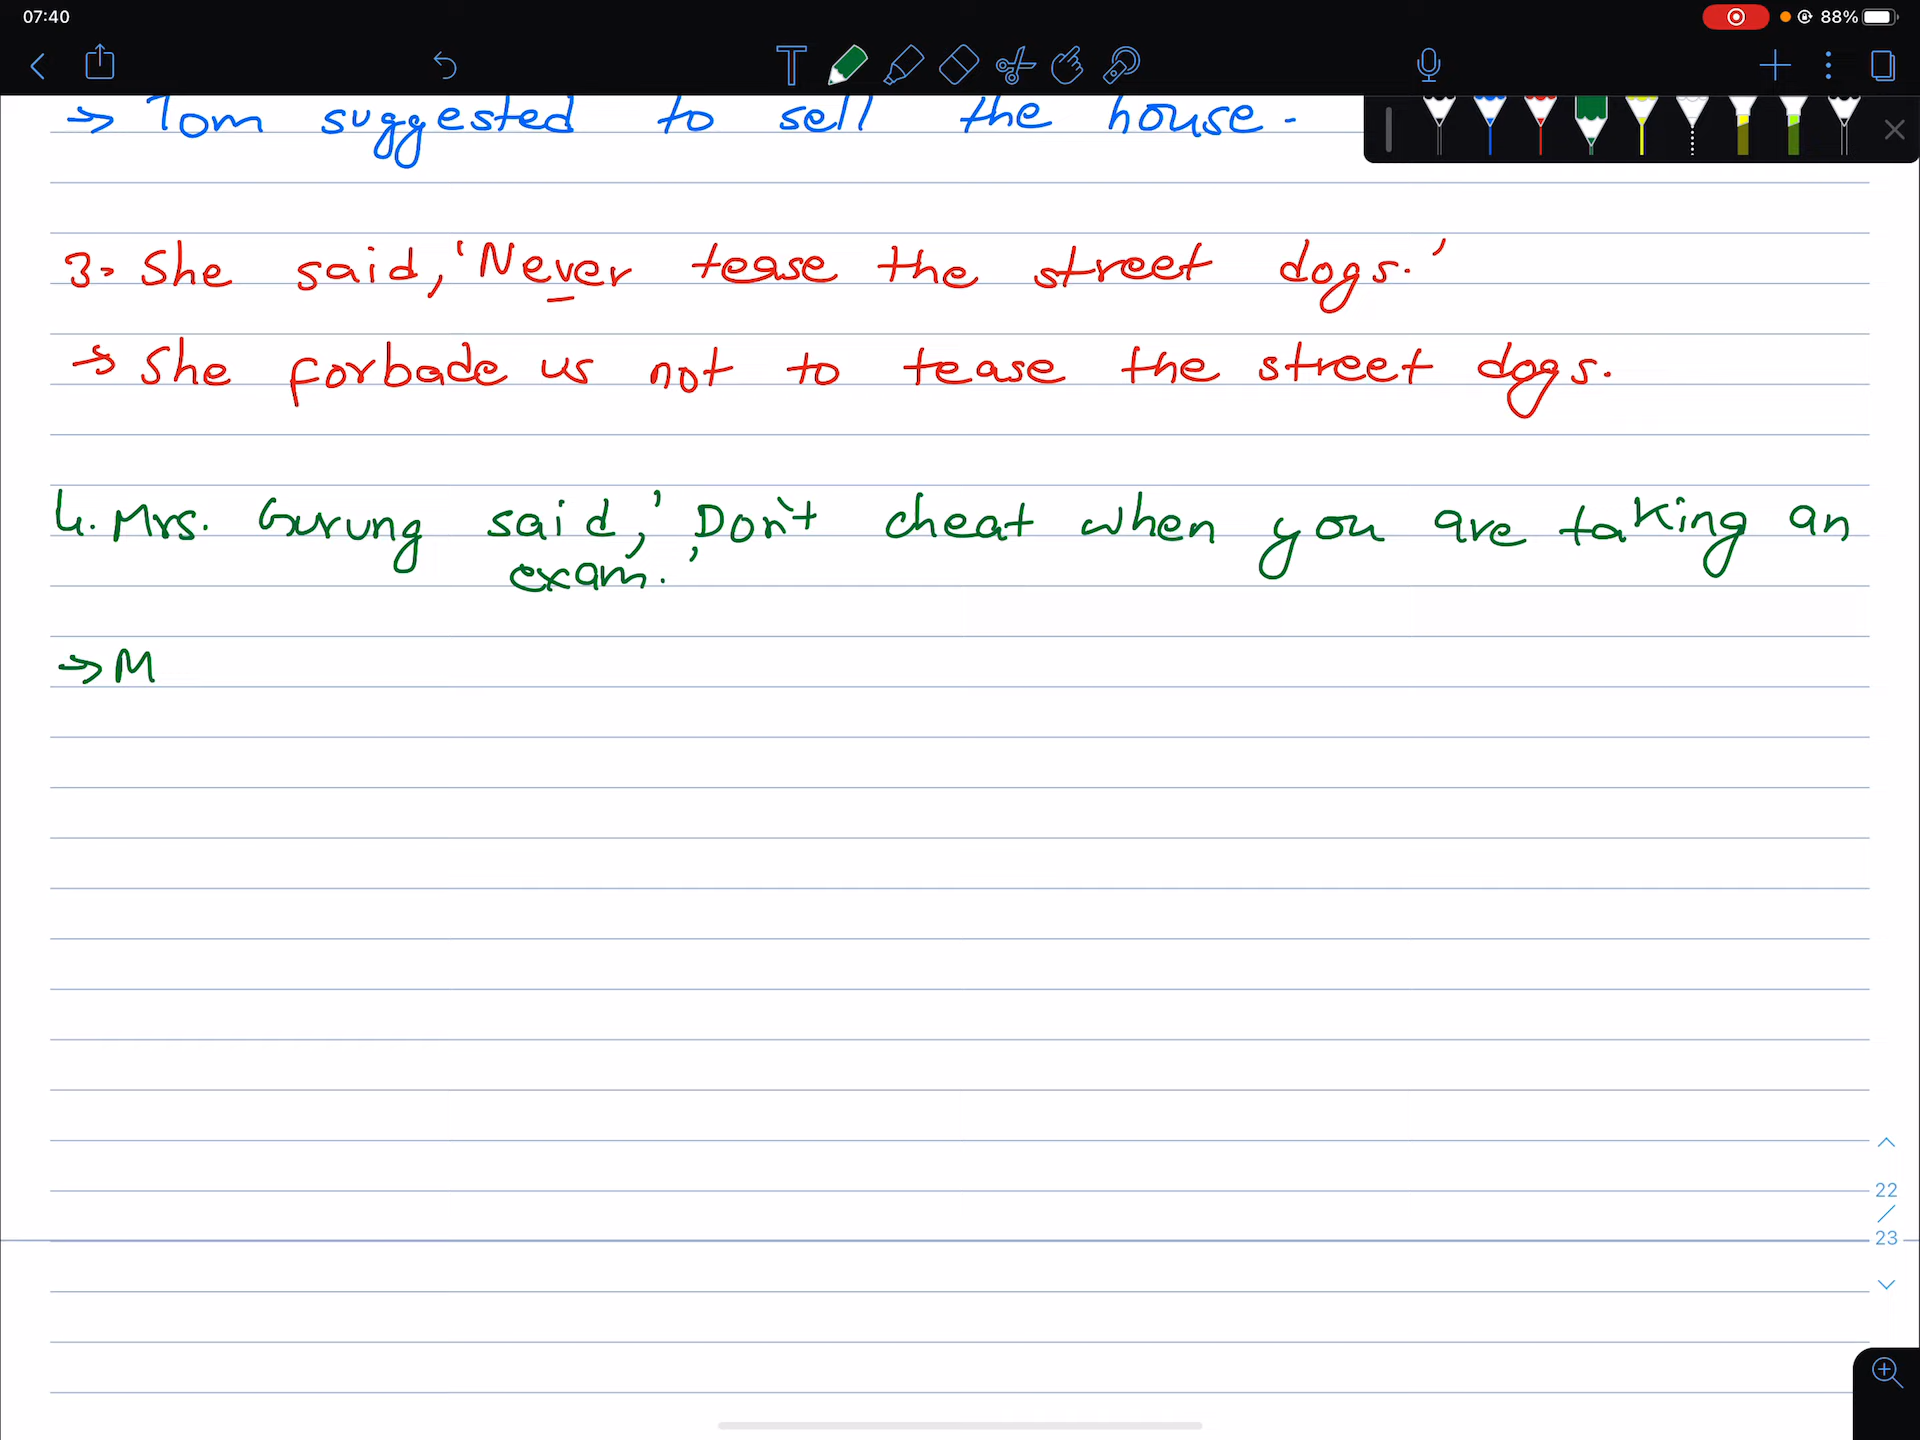 07:40
88%
T
→ Tom suggested to sell the house.
3. She said, 'Never tease the street dogs.'
→ She forbade us not to tease the street dogs.
4. Mrs. Gurung said, 'Don't cheat when you are taking an
exam.'
→ M
22
/
23